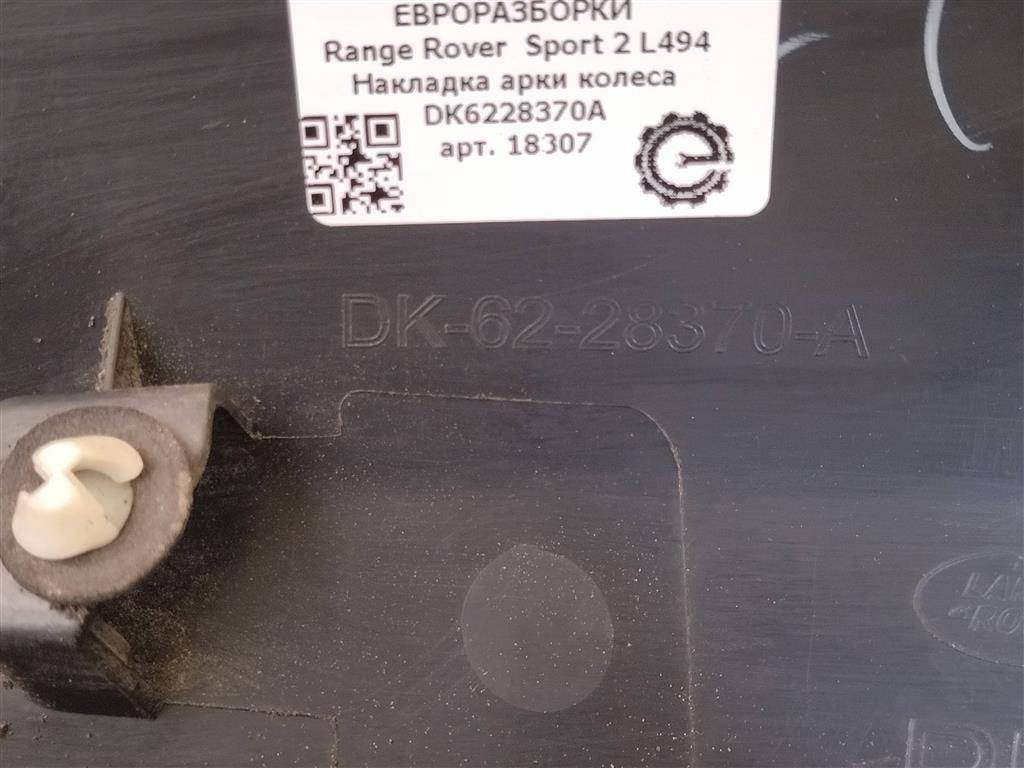 ЕВРОРАЗБОРКИ
Range Rover Sport 2 L494
Накладка арки колеса
DK6228370A
арт. 18307
DK-62-28370-A